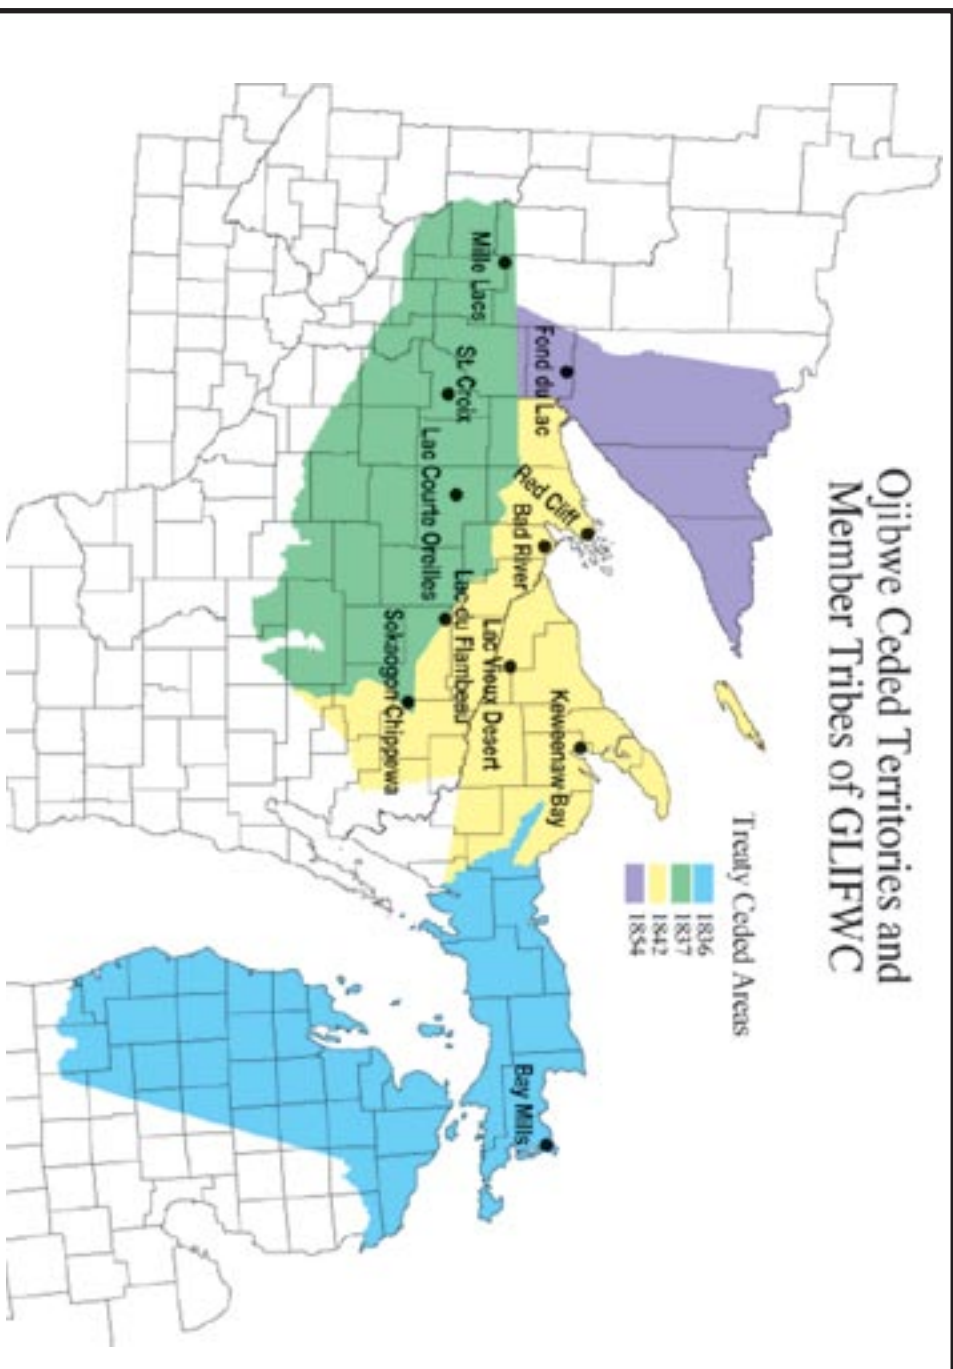 Ojibwe Ceded Territories and
Member Tribes of GLIFWC
Treaty Ceded Areas
1836
1837
1842
1854
Mille Lacs
Fond du Lac
St. Croix
Lac Courte Oreilles
Red Cliff
Bad River
Lac du Flambeau
Lac Vieux Desert
Sokaogon Chippewa
Keweenaw Bay
Bay Mills